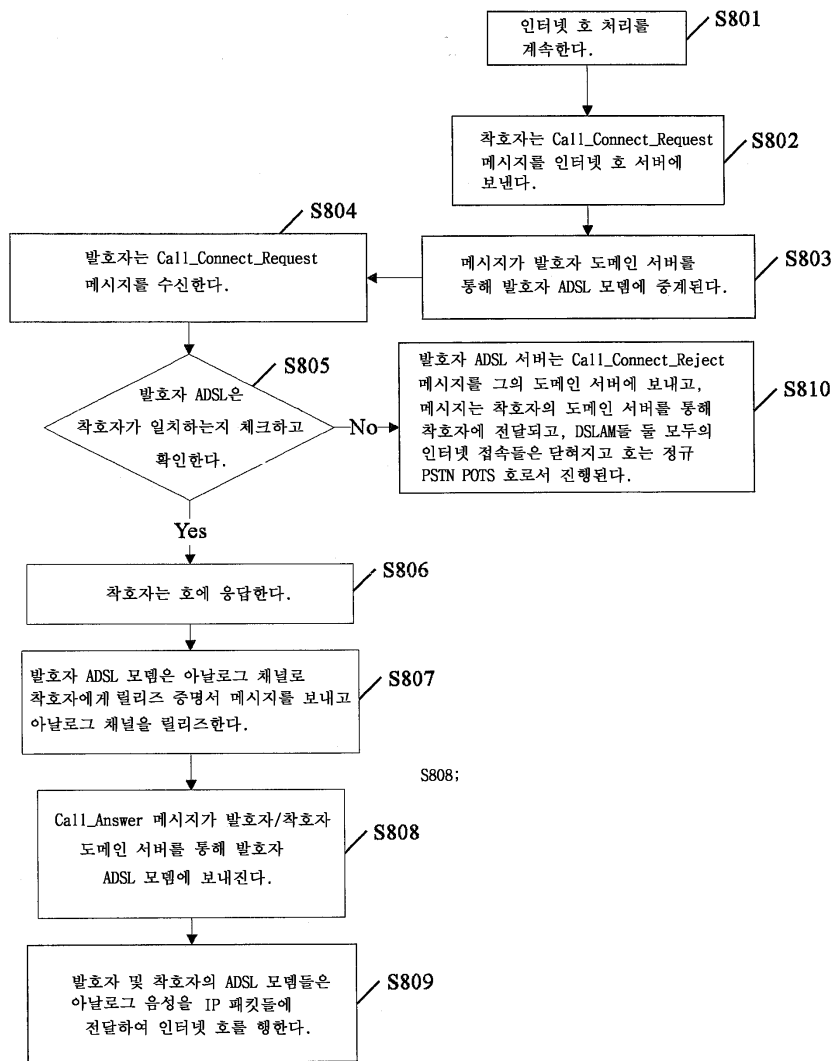 인터넷 호 처리를
계속한다.
S801
착호자는 Call_Connect_Request
메시지를 인터넷 호 서버에
보낸다.
S802
메시지가 발호자 도메인 서버를
통해 발호자 ADSL 모뎀에 중계된다.
S803
S804
발호자는 Call_Connect_Request
메시지를 수신한다.
S805
발호자 ADSL은
착호자가 일치하는지 체크하고
확인한다.
No
발호자 ADSL 서버는 Call_Connect_Reject
메시지를 그의 도메인 서버에 보내고,
메시지는 착호자의 도메인 서버를 통해
착호자에 전달되고, DSLAM들 둘 모두의
인터넷 접속들은 닫혀지고 호는 정규
PSTN POTS 호로서 진행된다.
S810
Yes
착호자는 호에 응답한다.
S806
발호자 ADSL 모뎀은 아날로그 채널로
착호자에게 릴리즈 증명서 메시지를 보내고
아날로그 채널을 릴리즈한다.
S807
S808;
Call_Answer 메시지가 발호자/착호자
도메인 서버를 통해 발호자
ADSL 모뎀에 보내진다.
S808
발호자 및 착호자의 ADSL 모뎀들은
아날로그 음성을 IP 패킷들에
전달하여 인터넷 호를 행한다.
S809